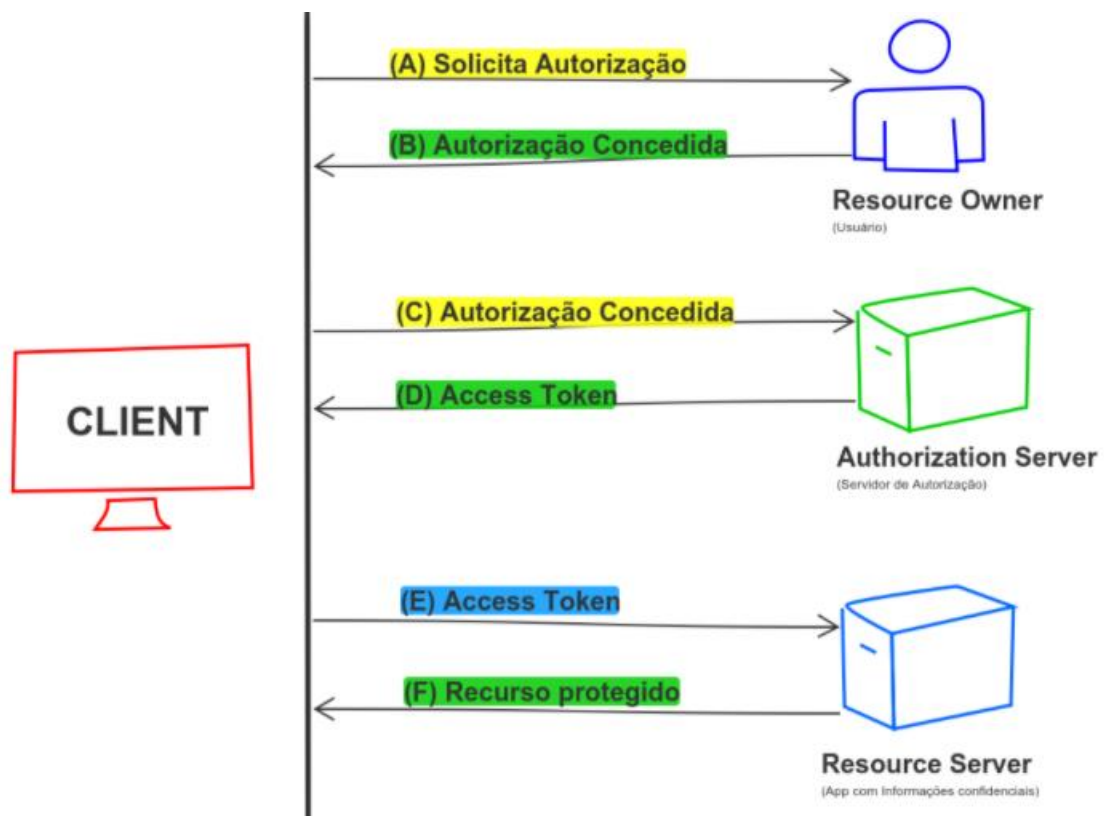 (A) Solicita Autorização
(B) Autorização Concedida
Resource Owner
(Usuário)
(C) Autorização Concedida
(D) Access Token
CLIENT
Authorization Server
(Servidor de Autorização)
(E) Access Token
(F) Recurso protegido
Resource Server
(App com Informações confidenciais)